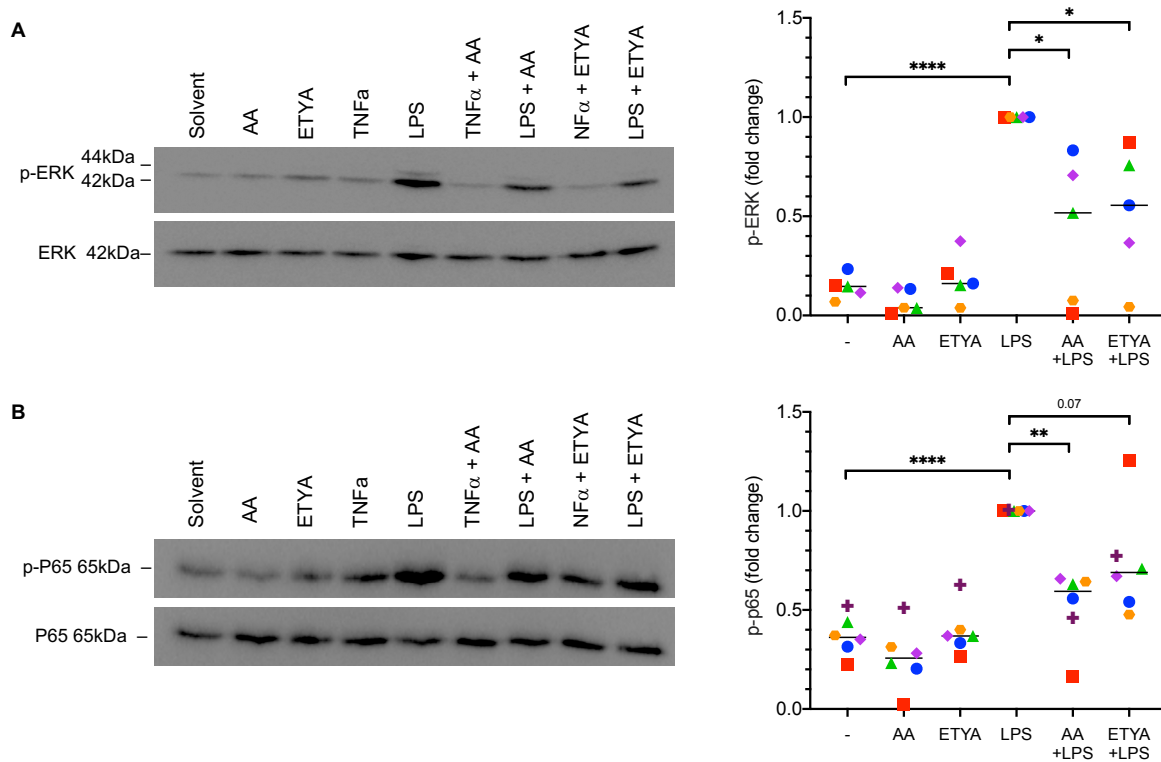 A
Solvent
AA
ETYA
TNFa
LPS
TNFα + AA
LPS + AA
NFα + ETYA
LPS + ETYA
p-ERK
44kDa
42kDa
ERK 42kDa
p-ERK (fold change)
1.5
1.0
0.5
0.0
****
*
*
- AA ETYA LPS AA ETYA
+LPS +LPS
B
Solvent
AA
ETYA
TNFa
LPS
TNFα + AA
LPS + AA
NFα + ETYA
LPS + ETYA
p-P65 65kDa
P65 65kDa
p-p65 (fold change)
1.5
1.0
0.5
0.0
****
**
0.07
- AA ETYA LPS AA ETYA
+LPS +LPS